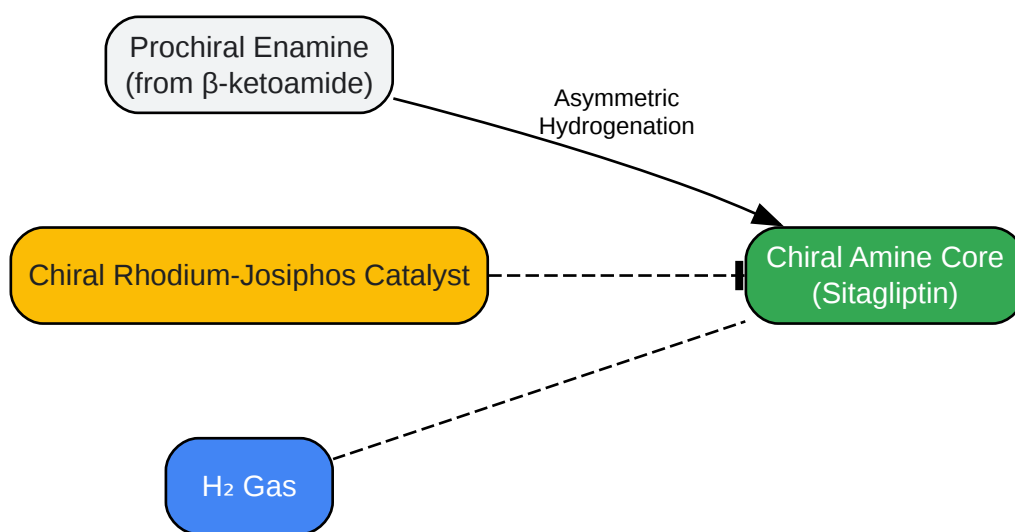 Prochiral Enamine
(from β-ketoamide)
Asymmetric
Hydrogenation
Chiral Rhodium-Josiphos Catalyst
Chiral Amine Core
(Sitagliptin)
H₂ Gas